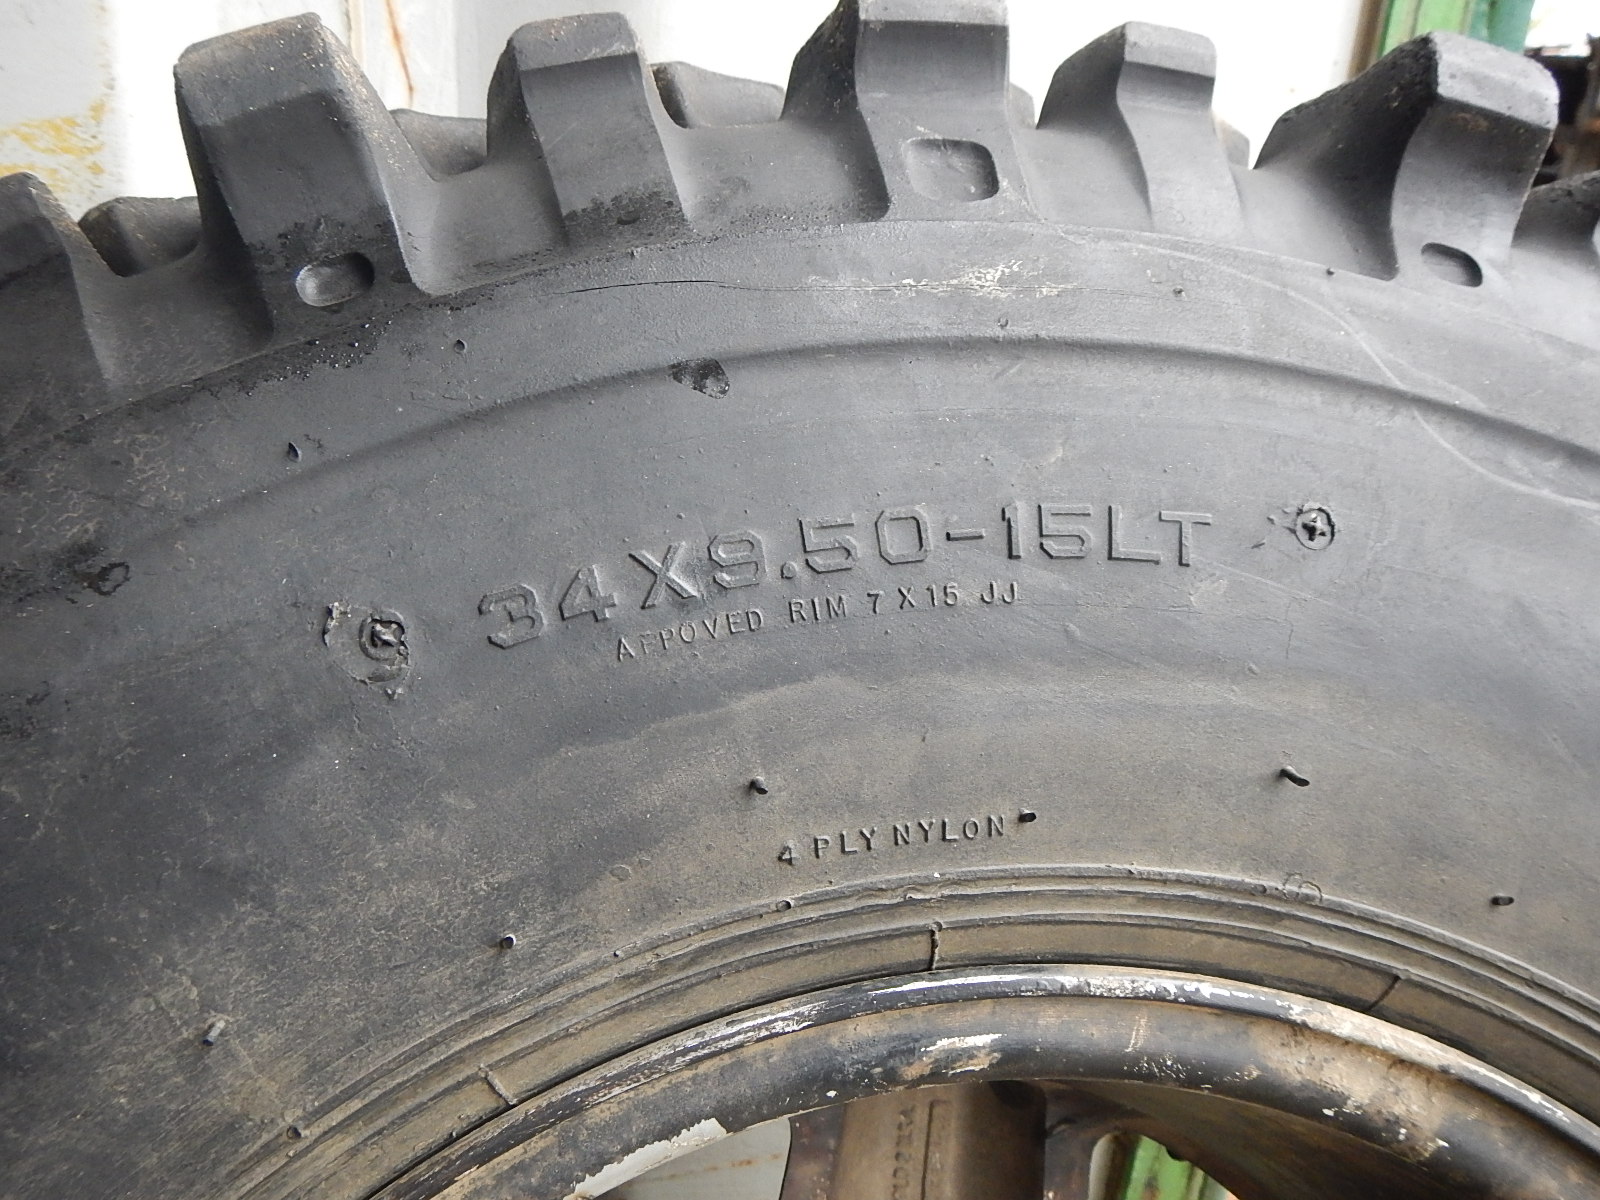 34X9.50-15LT
APPOVED RIM 7 X 15 JJ
4 PLY NYLON